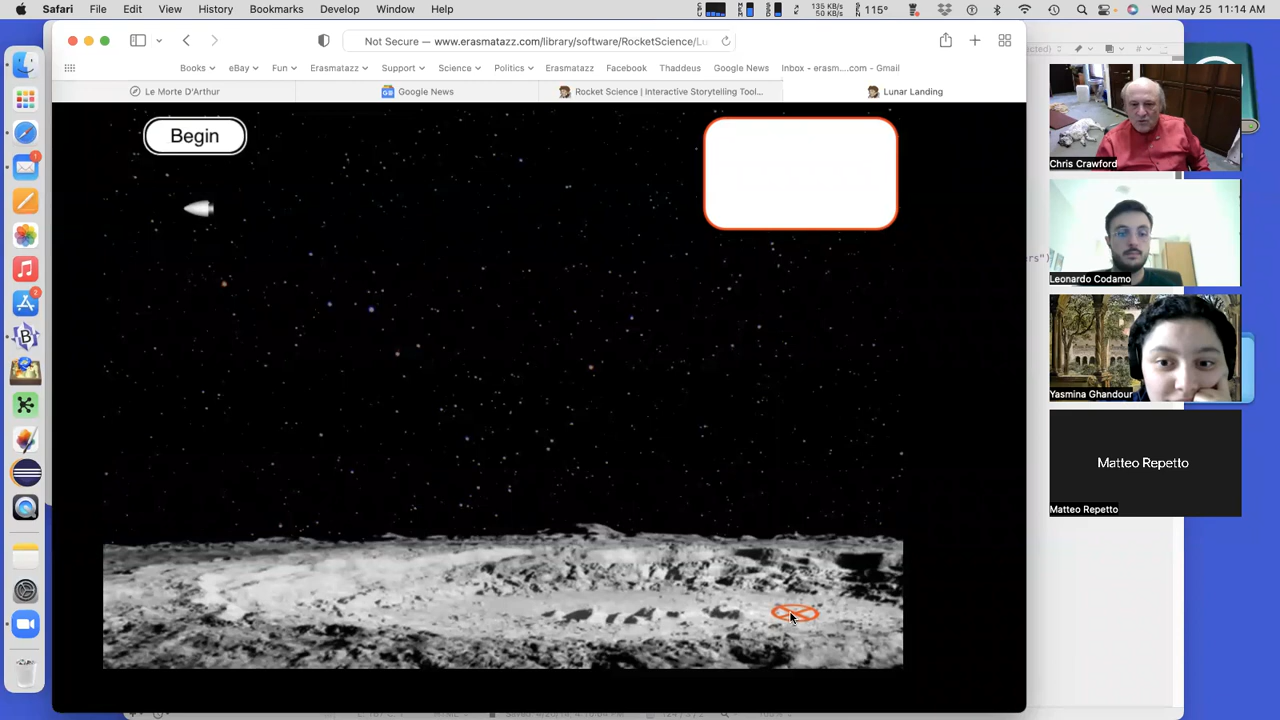 Safari File Edit View History Bookmarks Develop Window Help
135 KB/s
50 KB/s
115° Wed May 25 11:14 AM
Not Secure — www.erasmatazz.com/library/software/RocketScience/Lu
Books eBay Fun Erasmatazz Support Science Politics Erasmatazz Facebook Thaddeus Google News Inbox - erasm....com - Gmail
Le Morte D'Arthur Google News Rocket Science | Interactive Storytelling Tool... Lunar Landing
Begin
Chris Crawford
Leonardo Codamo
Yasmina Ghandour
Matteo Repetto
Matteo Repetto